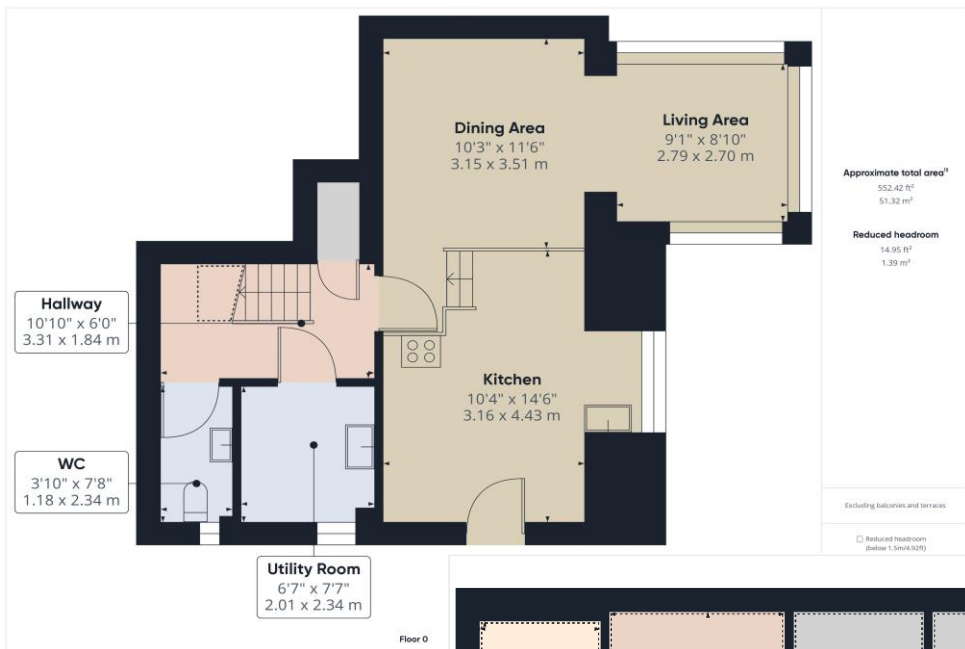 Dining Area
10'3" x 11'6"
3.15 x 3.51 m
Living Area
9'1" x 8'10"
2.79 x 2.70 m
Approximate total area⁽¹⁾
552.42 ft²
51.32 m²
Reduced headroom
14.95 ft²
1.39 m²
Hallway
10'10" x 6'0"
3.31 x 1.84 m
Kitchen
10'4" x 14'6"
3.16 x 4.43 m
WC
3'10" x 7'8"
1.18 x 2.34 m
Utility Room
6'7" x 7'7"
2.01 x 2.34 m
Excluding balconies and terraces
Reduced headroom
(below 1.5m/4.92ft)
Floor 0